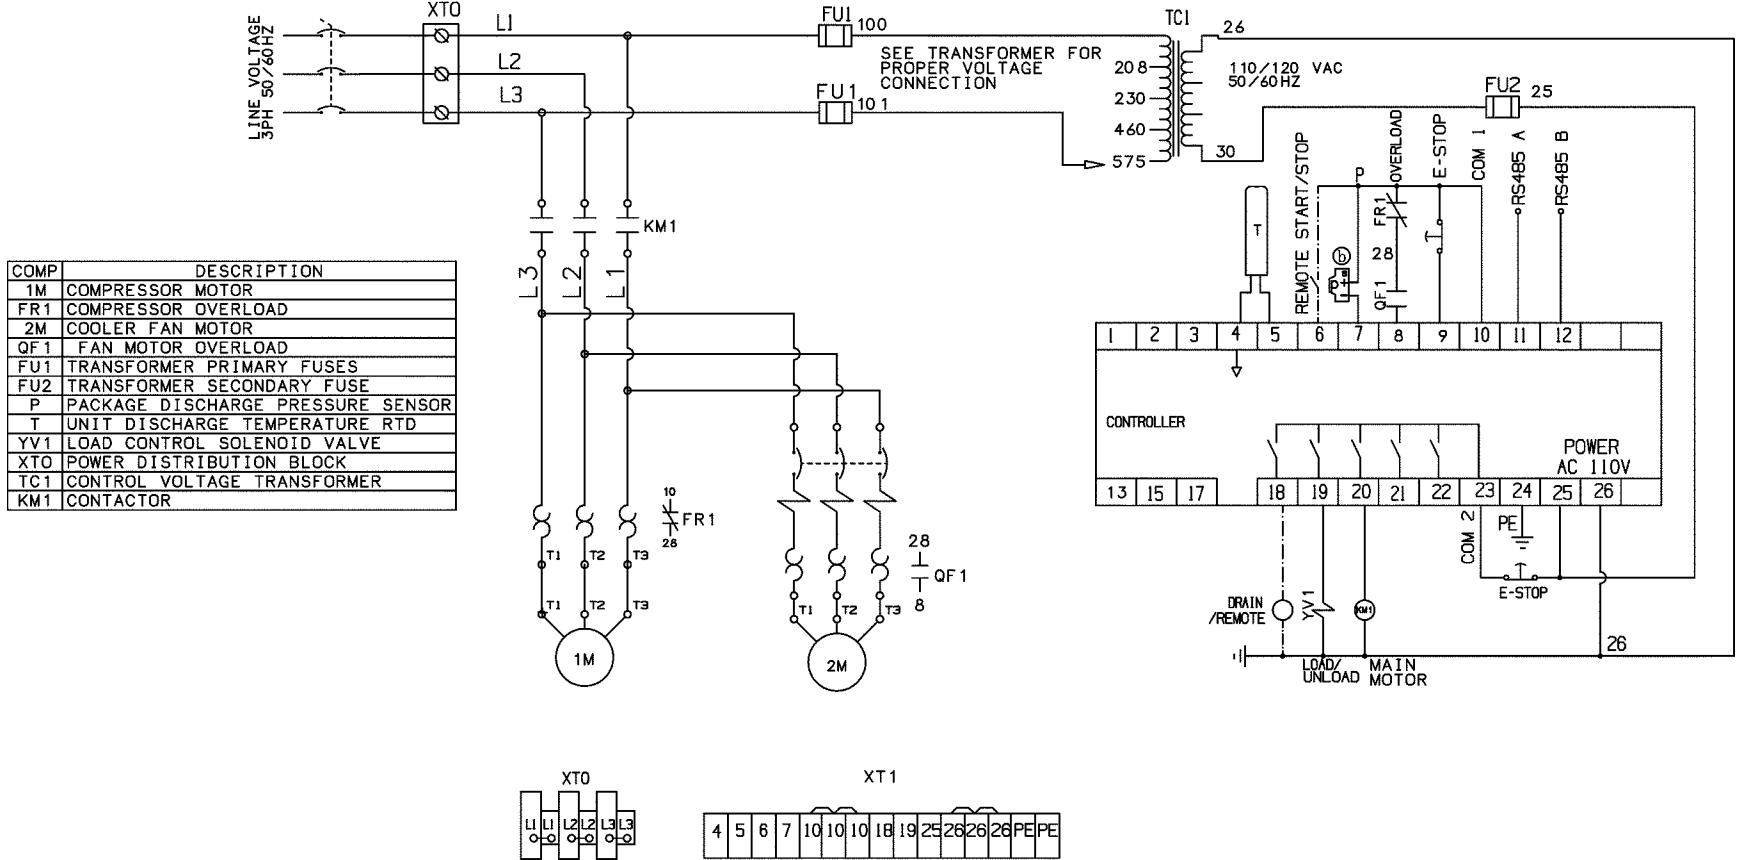 XTO
L1
L2
L3
LINE VOLTAGE
3PH 50/60HZ
FU1
100
FU1
101
SEE TRANSFORMER FOR
PROPER VOLTAGE
CONNECTION
TC1
208
230
460
575
26
110/120 VAC
50/60HZ
30
FU2
25
KM1
L3
L2
L1
COMP DESCRIPTION
1M COMPRESSOR MOTOR
FR1 COMPRESSOR OVERLOAD
2M COOLER FAN MOTOR
QF1 FAN MOTOR OVERLOAD
FU1 TRANSFORMER PRIMARY FUSES
FU2 TRANSFORMER SECONDARY FUSE
P PACKAGE DISCHARGE PRESSURE SENSOR
T UNIT DISCHARGE TEMPERATURE RTD
YV1 LOAD CONTROL SOLENOID VALVE
XTO POWER DISTRIBUTION BLOCK
TC1 CONTROL VOLTAGE TRANSFORMER
KM1 CONTACTOR
T
REMOTE START/STOP
P
b
P
+
OVERLOAD
FR1
28
QF1
E-STOP
COM 1
RS485 A
RS485 B
1 2 3 4 5 6 7 8 9 10 11 12
CONTROLLER
POWER
AC 110V
13 15 17 18 19 20 21 22 23 24 25 26
COM 2
PE
E-STOP
DRAIN
/REMOTE
YV1
KM1
LOAD/
UNLOAD
MAIN
MOTOR
26
10
FR1
28
T1 T2 T3
T1 T2 T3
1M
28
QF1
8
T1 T2 T3
2M
XTO
L1 L1 L2 L2 L3 L3
XT1
4 5 6 7 10 10 10 18 19 25 26 26 26 PE PE